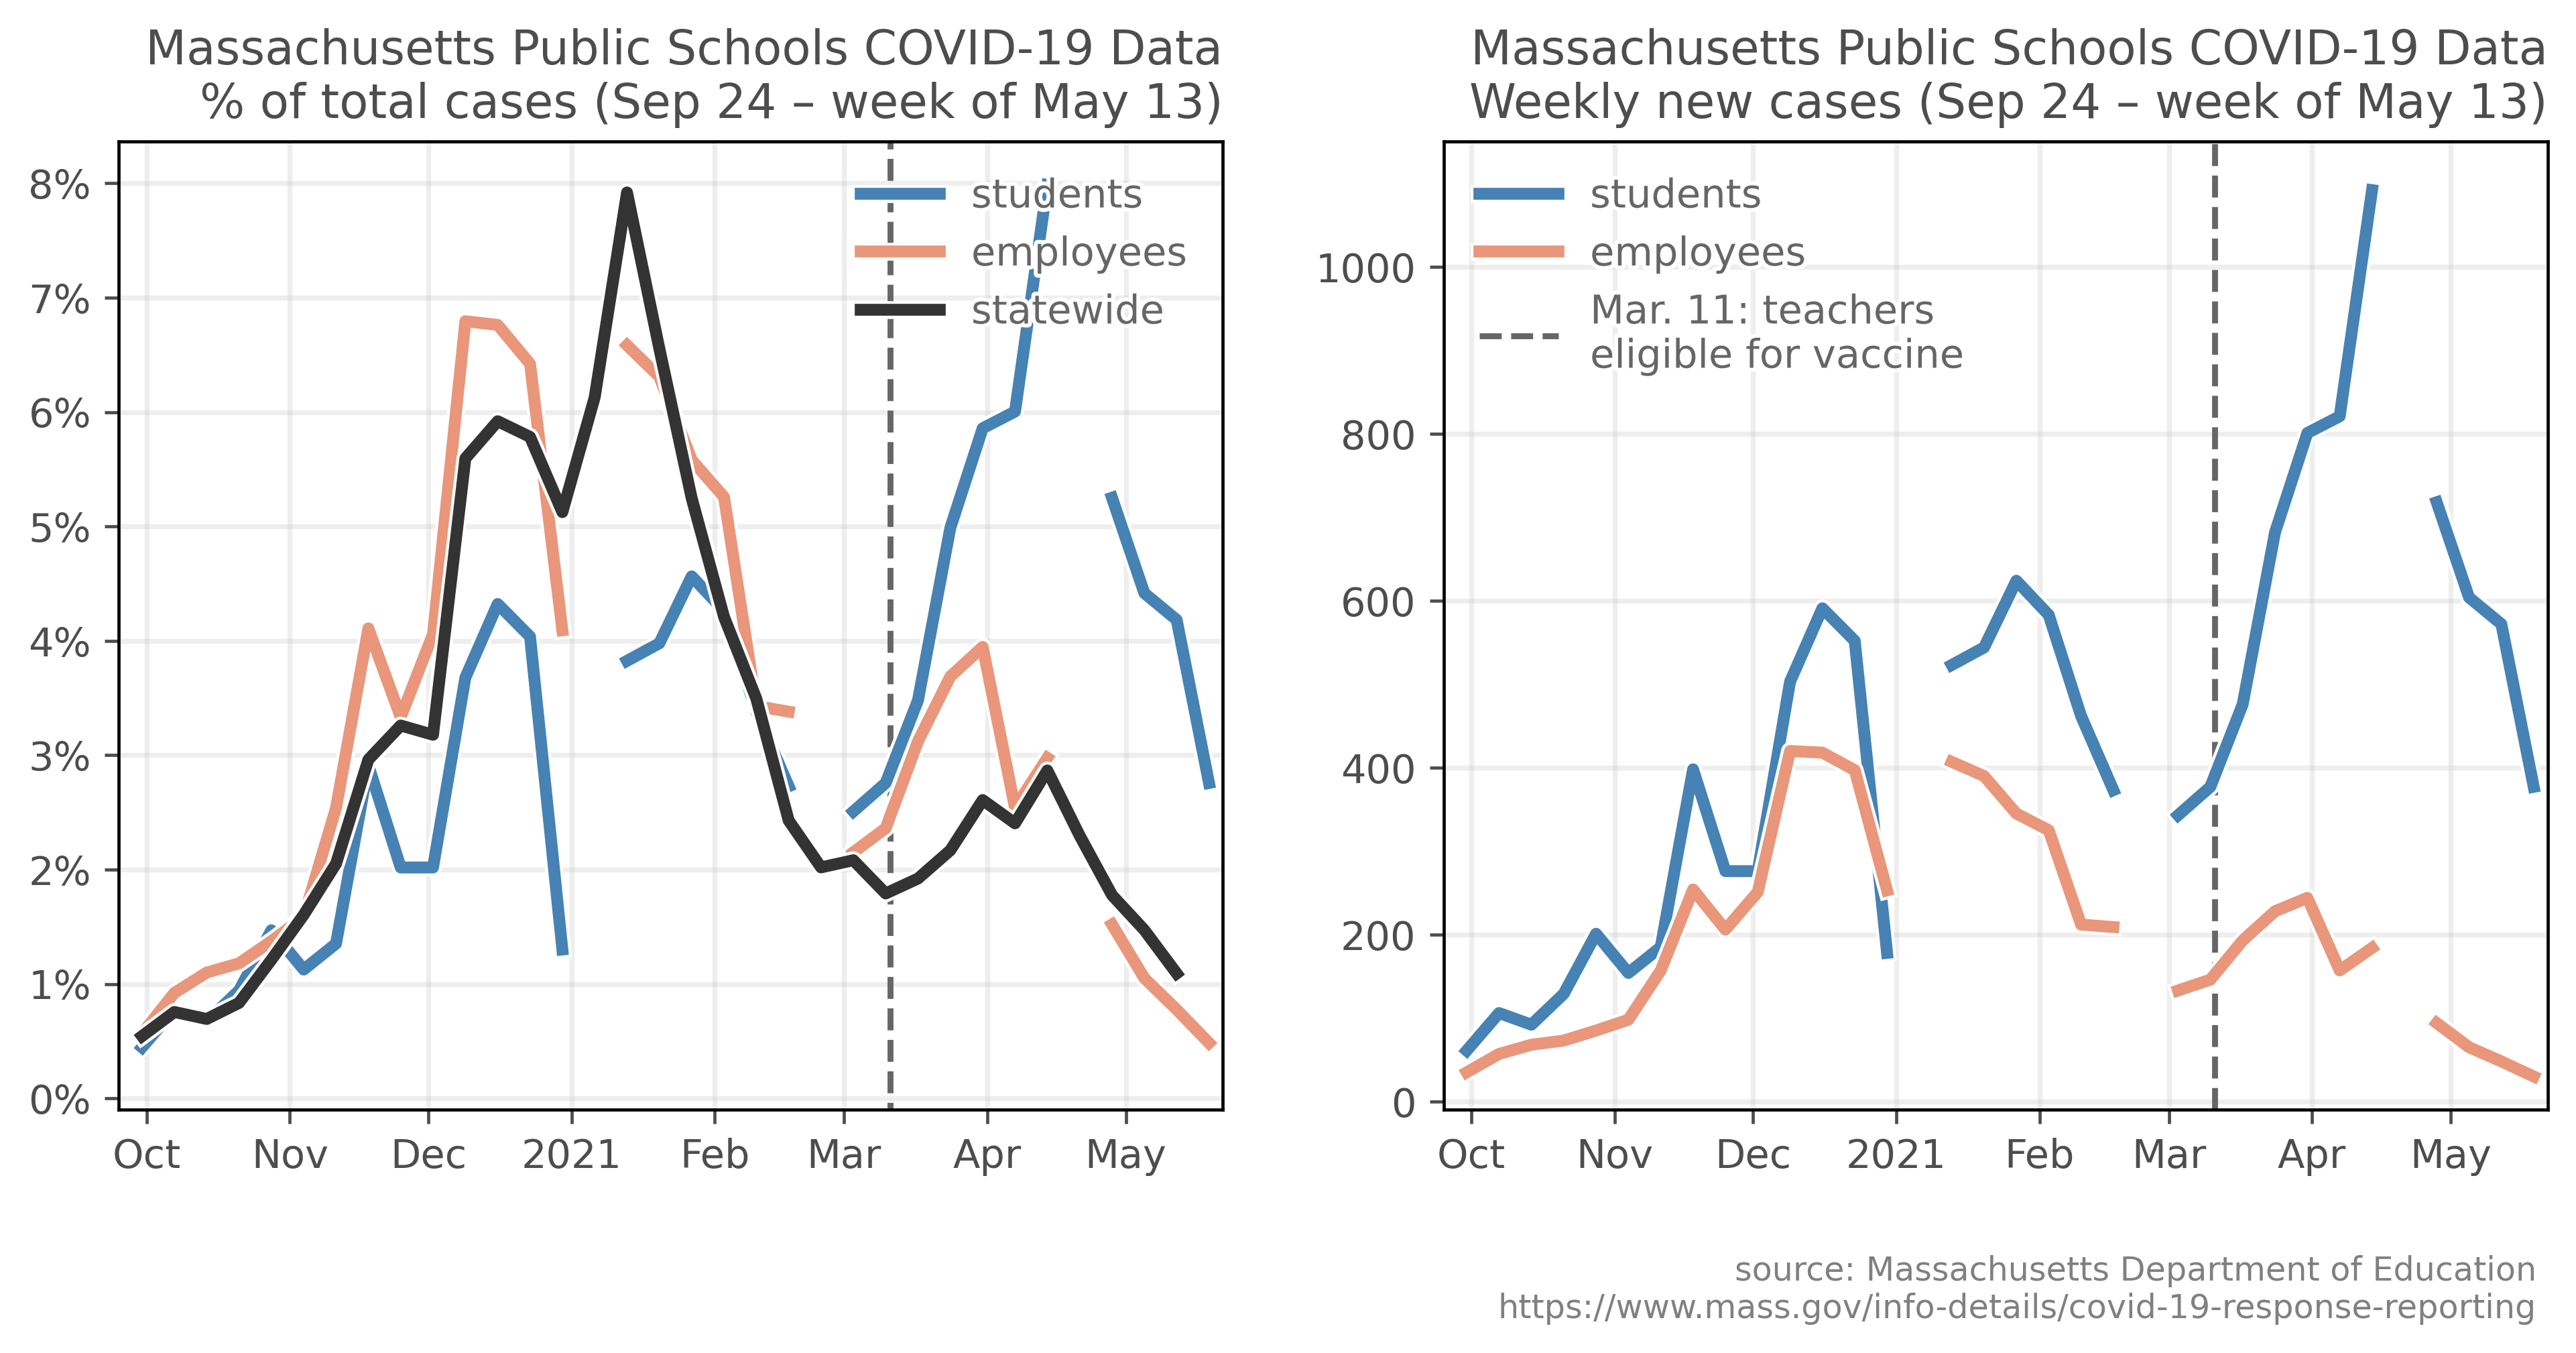 Massachusetts Public Schools COVID-19 Data
% of total cases (Sep 24 – week of May 13)
8%
7%
6%
5%
4%
3%
2%
1%
0%
students
employees
statewide
Oct Nov Dec 2021 Feb Mar Apr May
Massachusetts Public Schools COVID-19 Data
Weekly new cases (Sep 24 – week of May 13)
1000
800
600
400
200
0
students
employees
Mar. 11: teachers
eligible for vaccine
Oct Nov Dec 2021 Feb Mar Apr May
source: Massachusetts Department of Education
https://www.mass.gov/info-details/covid-19-response-reporting